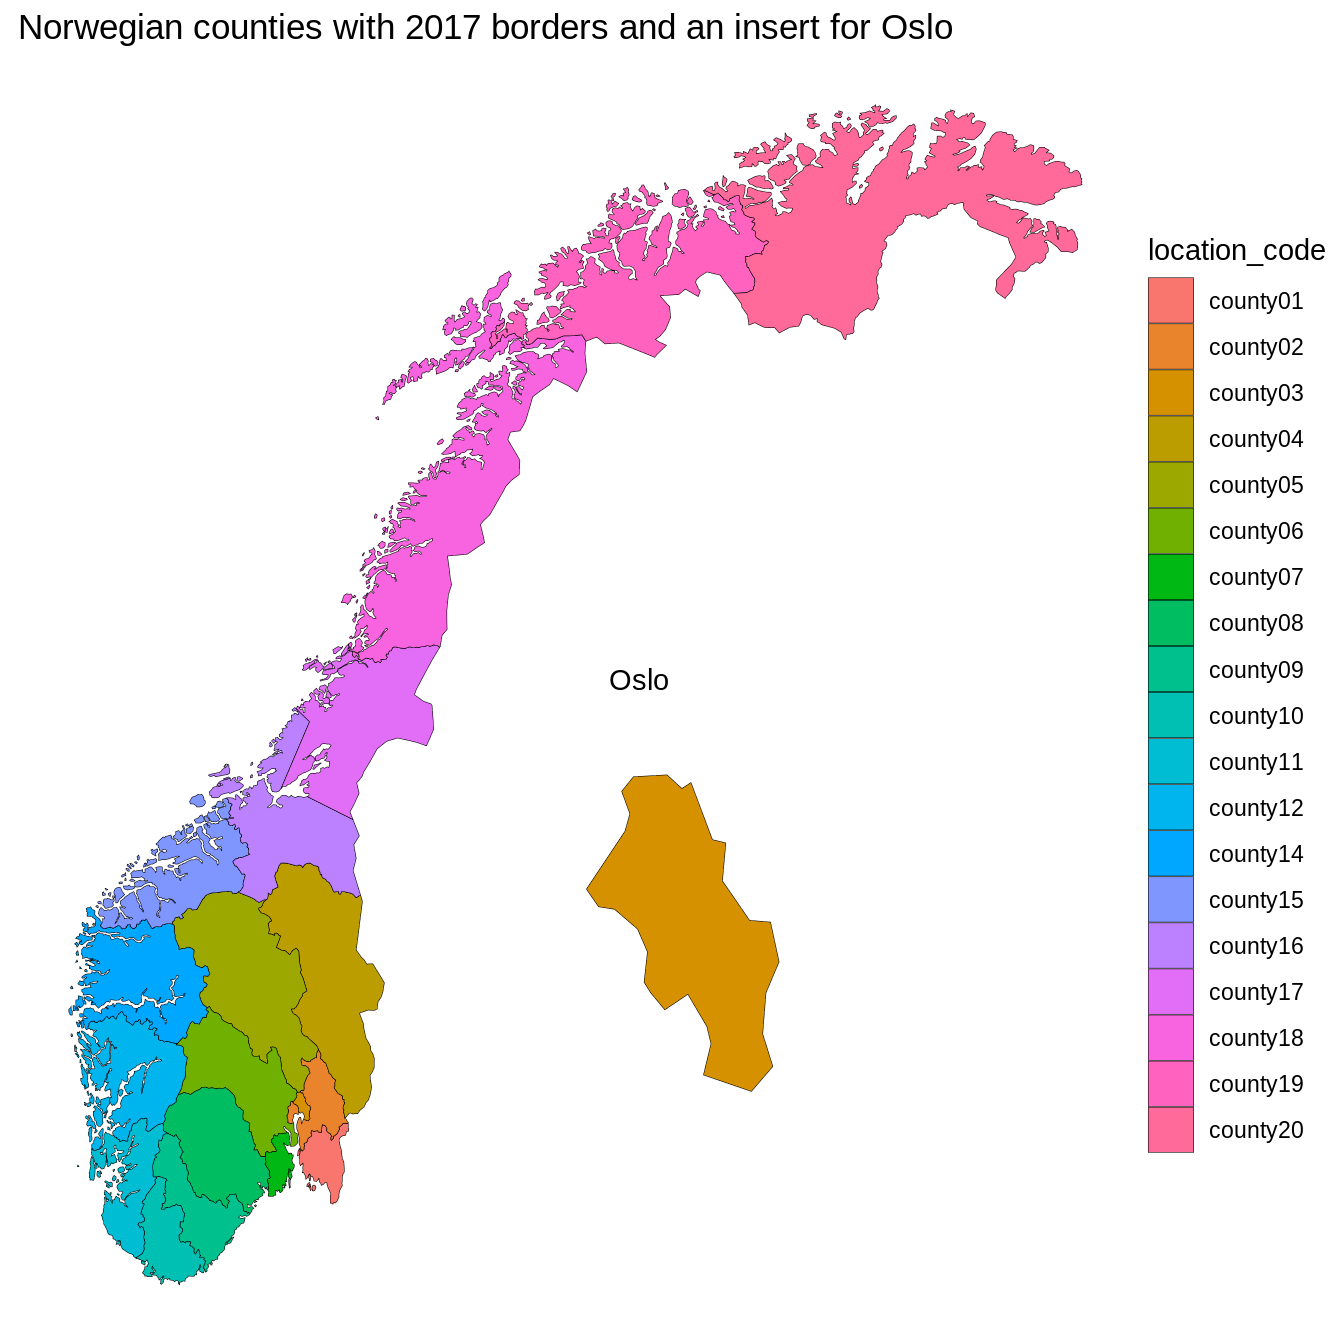 Norwegian counties with 2017 borders and an insert for Oslo
Oslo
location_code
county01
county02
county03
county04
county05
county06
county07
county08
county09
county10
county11
county12
county14
county15
county16
county17
county18
county19
county20